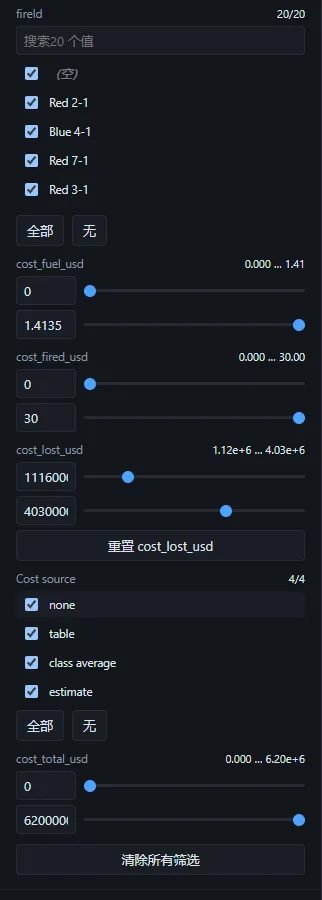 fireId 20/20
搜索20 个值
(空)
Red 2-1
Blue 4-1
Red 7-1
Red 3-1
全部 无
cost_fuel_usd 0.000 ... 1.41
0
1.4135
cost_fired_usd 0.000 ... 30.00
0
30
cost_lost_usd 1.12e+6 ... 4.03e+6
1116000
4030000
重置 cost_lost_usd
Cost source 4/4
none
table
class average
estimate
全部 无
cost_total_usd 0.000 ... 6.20e+6
0
6200000
清除所有筛选